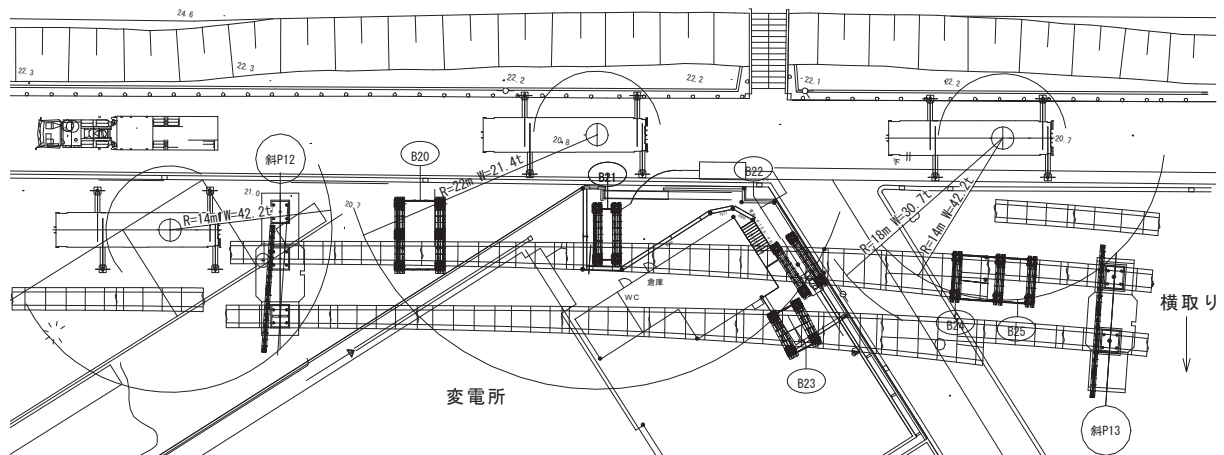 24.6
22.3
22.3
22.2
22.2
22.1
22.2
斜P12
B20
20.8
B21
B22
20.7
下
21.0
20.7
R=14m W=42.2t
R=22m W=21.4t
R=18m W=30.7t
R=14m W=42.2t
倉庫
WC
B24
B25
横取り
B23
変電所
斜P13